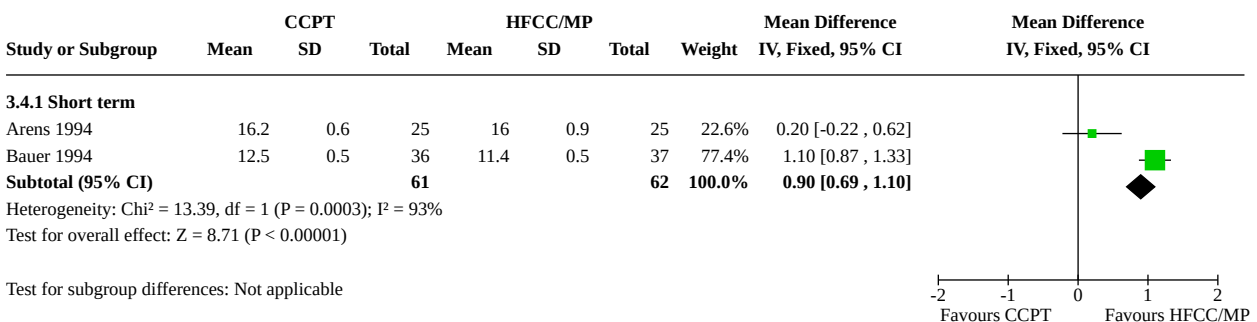 CCPT HFCC/MP Mean Difference Mean Difference
Study or Subgroup Mean SD Total Mean SD Total Weight IV, Fixed, 95% CI IV, Fixed, 95% CI
3.4.1 Short term
Arens 1994 16.2 0.6 25 16 0.9 25 22.6% 0.20 [-0.22 , 0.62]
Bauer 1994 12.5 0.5 36 11.4 0.5 37 77.4% 1.10 [0.87 , 1.33]
Subtotal (95% CI) 61 62 100.0% 0.90 [0.69 , 1.10]
Heterogeneity: Chi² = 13.39, df = 1 (P = 0.0003); I² = 93%
Test for overall effect: Z = 8.71 (P < 0.00001)
Test for subgroup differences: Not applicable
-2 -1 0 1 2
Favours CCPT Favours HFCC/MP